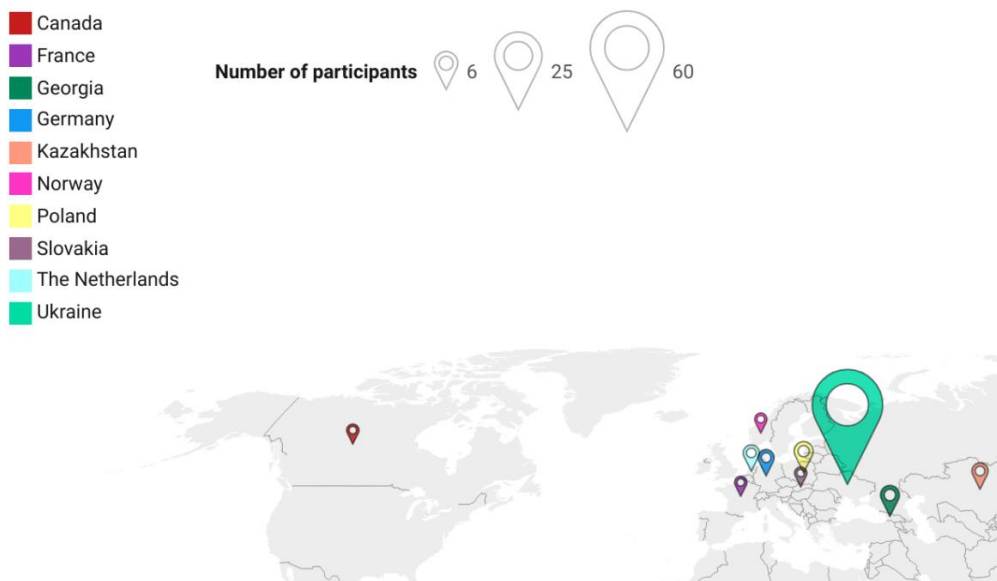 Canada
France
Georgia
Germany
Kazakhstan
Norway
Poland
Slovakia
The Netherlands
Ukraine
Number of participants 6 25 60